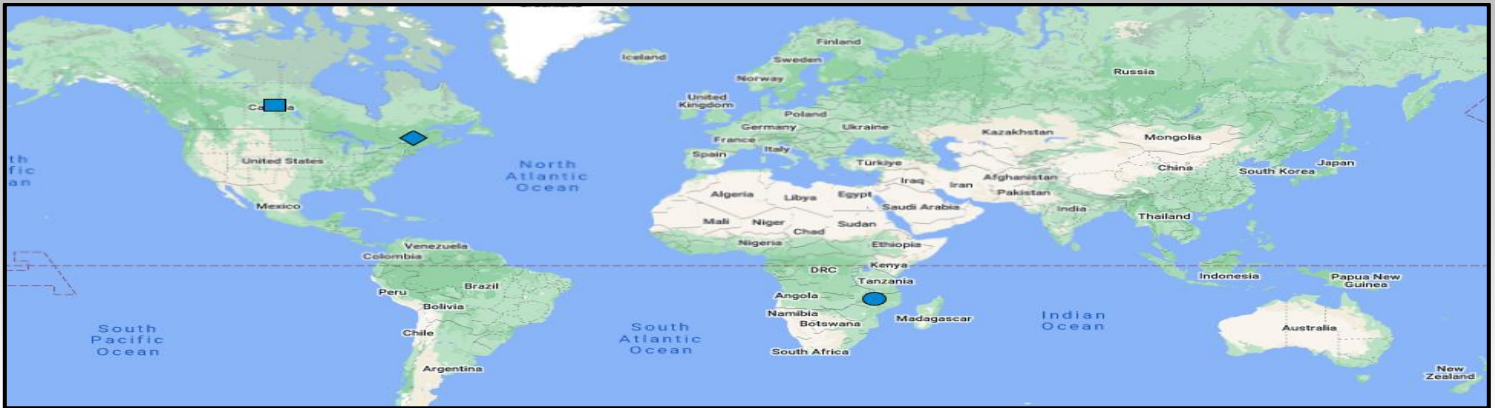 Iceland
Finland
Sweden
Norway
Russia
United
Kingdom
Poland
Germany
Ukraine
France
Italy
Spain
Türkiye
Kazakhstan
Mongolia
China
Japan
South Korea
Afghanistan
Pakistan
Iraq
Iran
India
Thailand
United States
Mexico
North
Atlantic
Ocean
Algeria
Libya
Egypt
Saudi Arabia
Mali
Niger
Chad
Sudan
Nigeria
Ethiopia
Venezuela
Colombia
DRC
Kenya
Tanzania
Indonesia
Papua New
Guinea
Peru
Brazil
Bolivia
Angola
Namibia
Botswana
Madagascar
South Africa
Chile
Argentina
South
Pacific
Ocean
South
Atlantic
Ocean
Indian
Ocean
Australia
New
Zealand
th
fic
an